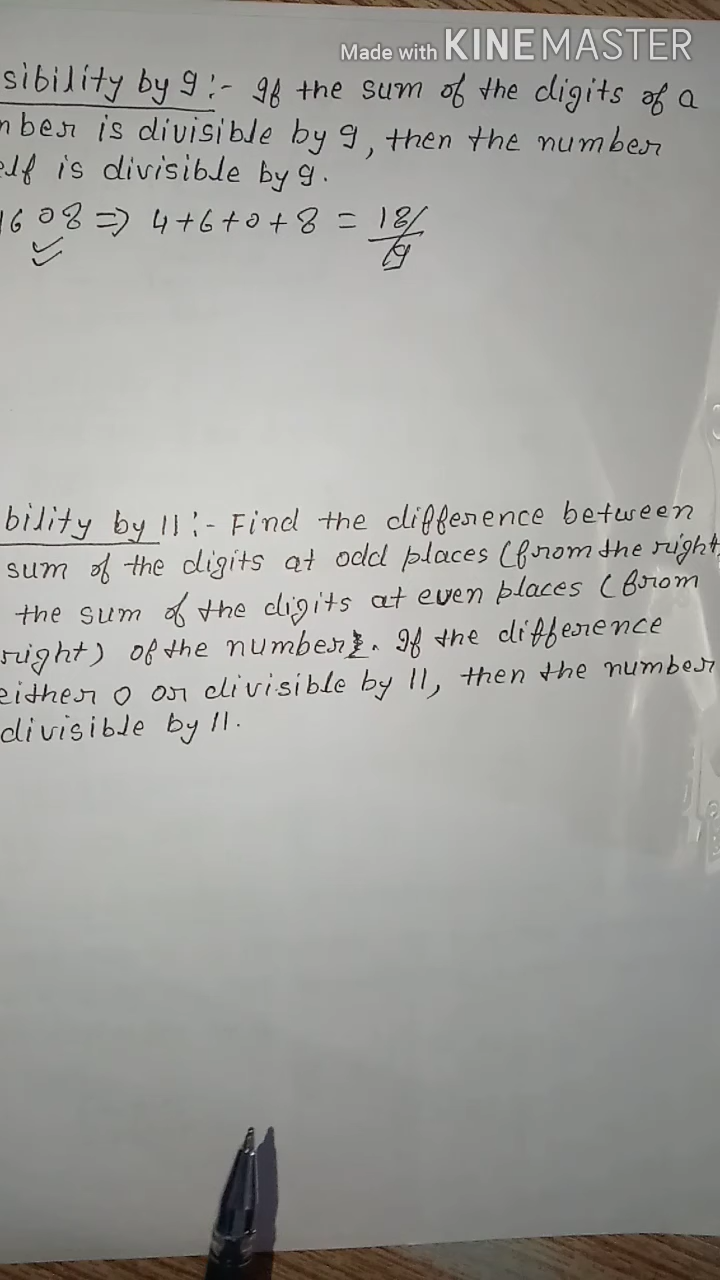 Made with KINEMASTER
sibility by 9 :- If the sum of the digits of a
mber is divisible by 9, then the number
elf is divisible by 9.
4608 => 4+6+0+8 = 18/9
bility by 11 :- Find the difference between
sum of the digits at odd places (from the right)
the sum of the digits at even places (from
right) of the number. If the difference
either 0 or divisible by 11, then the number
divisible by 11.